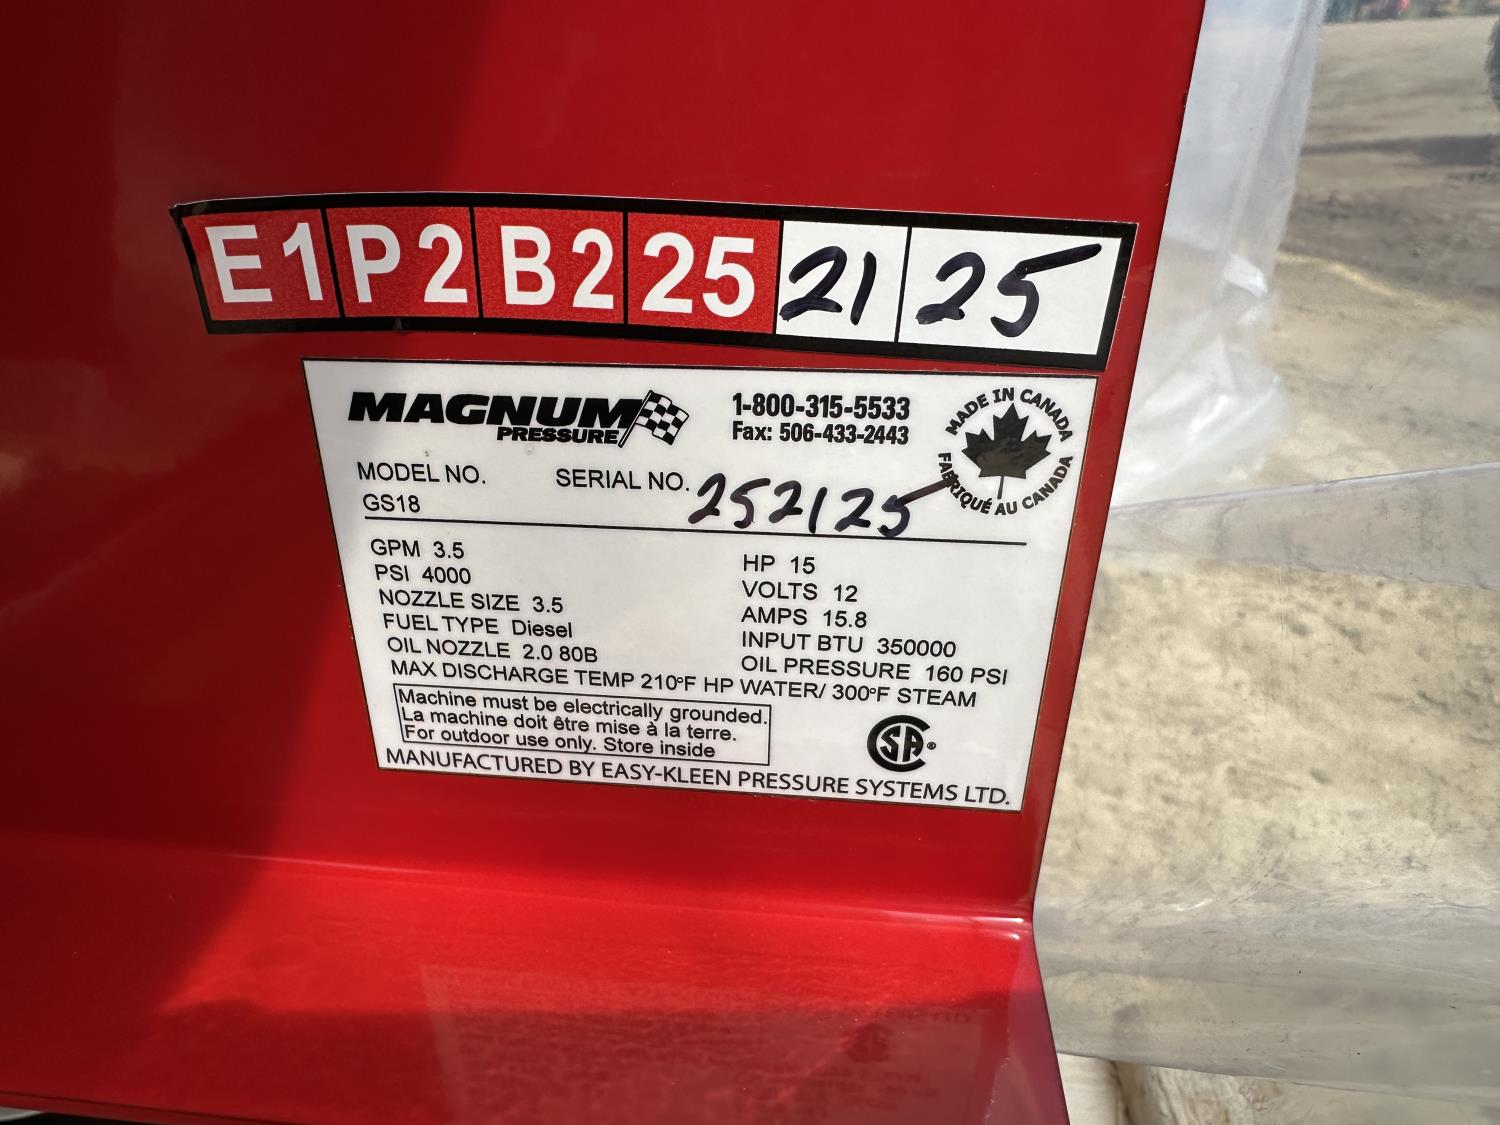 E1 P2 B2 25 21 25
MAGNUM
PRESSURE
1-800-315-5533
Fax: 506-433-2443
MADE IN CANADA
FABRIQUÉ AU CANADA
MODEL NO.
GS18
SERIAL NO. 252125
GPM 3.5
PSI 4000
NOZZLE SIZE 3.5
FUEL TYPE Diesel
OIL NOZZLE 2.0 80B
HP 15
VOLTS 12
AMPS 15.8
INPUT BTU 350000
OIL PRESSURE 160 PSI
MAX DISCHARGE TEMP 210°F HP WATER/ 300°F STEAM
Machine must be electrically grounded.
La machine doit être mise à la terre.
For outdoor use only. Store inside
CSA®
MANUFACTURED BY EASY-KLEEN PRESSURE SYSTEMS LTD.